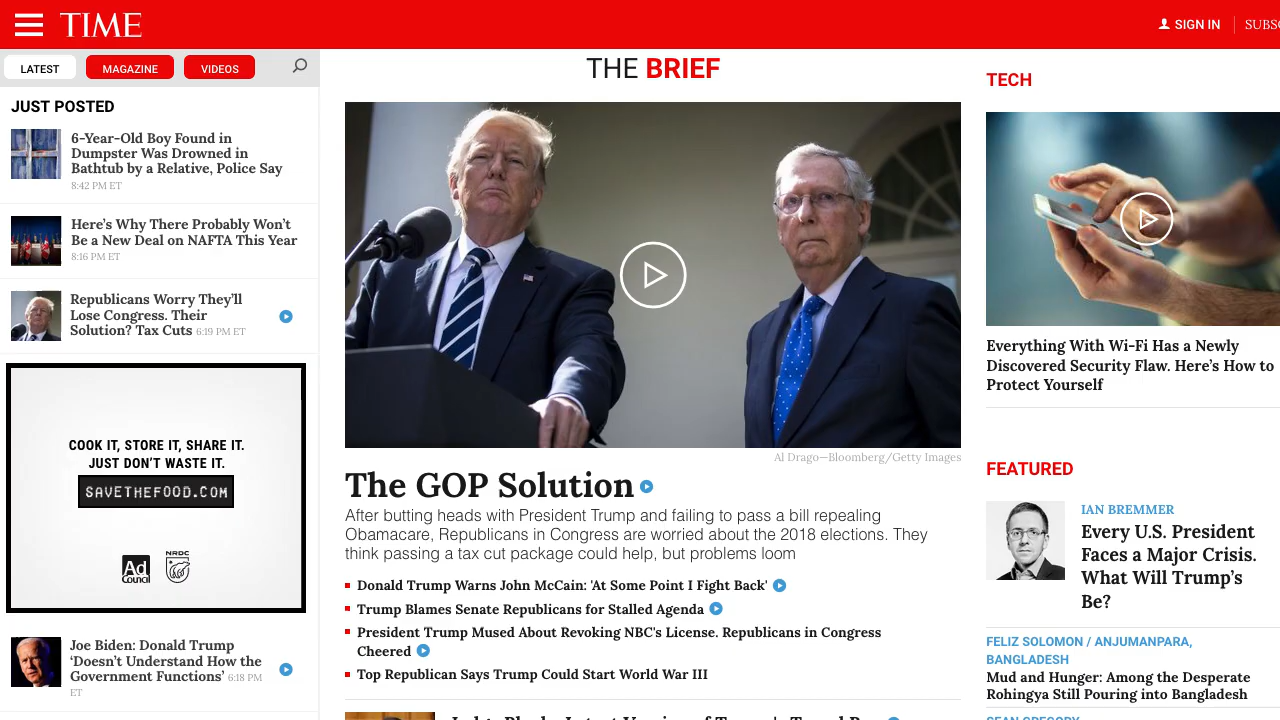 TIME
SIGN IN
SUBSC
LATEST
MAGAZINE
VIDEOS
JUST POSTED
6-Year-Old Boy Found in
Dumpster Was Drowned in
Bathtub by a Relative, Police Say
8:42 PM ET
Here's Why There Probably Won't
Be a New Deal on NAFTA This Year
8:16 PM ET
Republicans Worry They'll
Lose Congress. Their
Solution? Tax Cuts 6:19 PM ET
COOK IT, STORE IT, SHARE IT.
JUST DON'T WASTE IT.
SAVETHEFOOD.COM
Ad
Council
NRDC
Joe Biden: Donald Trump
'Doesn't Understand How the
Government Functions' 6:18 PM
ET
THE BRIEF
Al Drago—Bloomberg/Getty Images
The GOP Solution
After butting heads with President Trump and failing to pass a bill repealing
Obamacare, Republicans in Congress are worried about the 2018 elections. They
think passing a tax cut package could help, but problems loom
Donald Trump Warns John McCain: 'At Some Point I Fight Back'
Trump Blames Senate Republicans for Stalled Agenda
President Trump Mused About Revoking NBC's License. Republicans in Congress
Cheered
Top Republican Says Trump Could Start World War III
TECH
Everything With Wi-Fi Has a Newly
Discovered Security Flaw. Here's How to
Protect Yourself
FEATURED
IAN BREMMER
Every U.S. President
Faces a Major Crisis.
What Will Trump's
Be?
FELIZ SOLOMON / ANJUMANPARA,
BANGLADESH
Mud and Hunger: Among the Desperate
Rohingya Still Pouring into Bangladesh